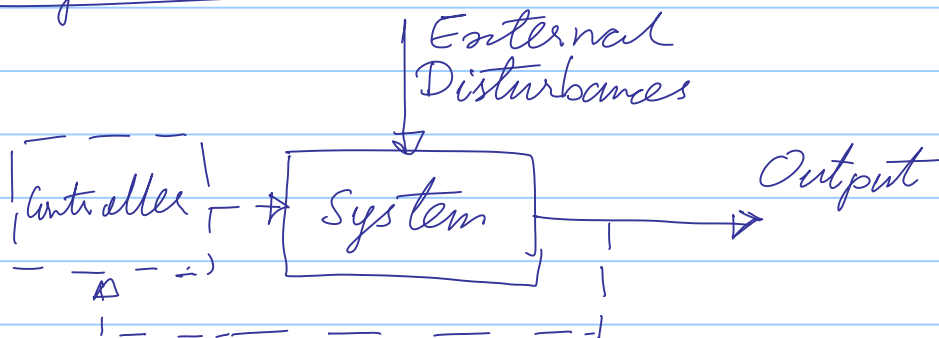 External
Disturbances
Controller
System
Output